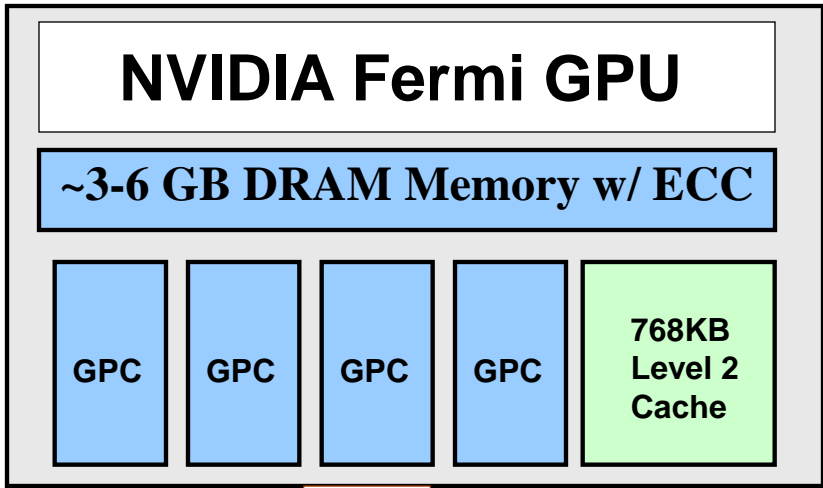 NVIDIA Fermi GPU
~3-6 GB DRAM Memory w/ ECC
GPC
GPC
GPC
GPC
768KB
Level 2
Cache